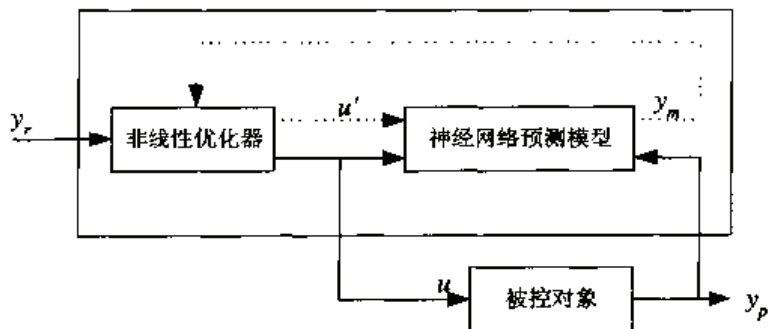 u'
y_m
y_r
非线性优化器
神经网络预测模型
u
被控对象
y_p